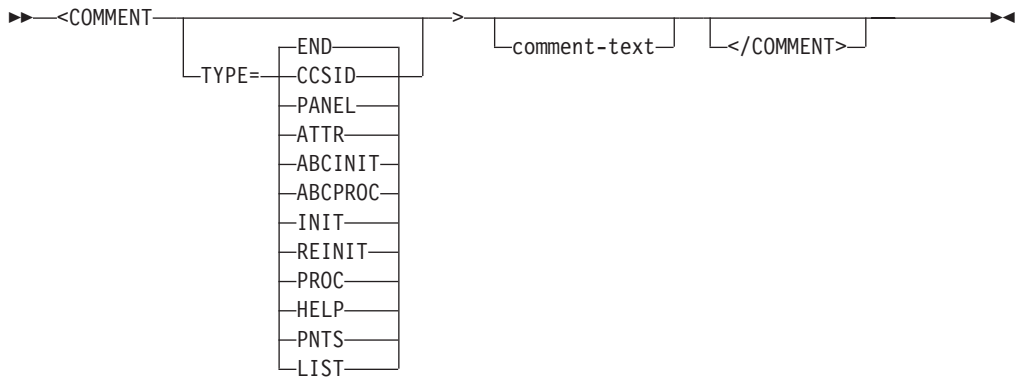 <COMMENT > comment-text </COMMENT>
TYPE= END
CCSID
PANEL
ATTR
ABCINIT
ABCPROC
INIT
REINIT
PROC
HELP
PNTS
LIST